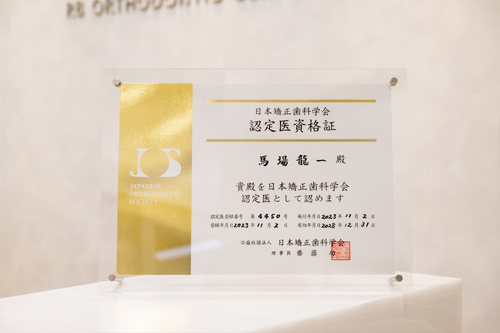 RB ORTHODONTIC
日本矯正歯科学会
認定医資格証
馬場龍一 殿
貴殿を日本矯正歯科学会
認定医として認めます
認定医登録番号 第 4450 号 発行年月日2023年11月2日
登録年月日2023年11月2日 有効年月日2028年12月31日
公益社団法人 日本矯正歯科学会
理事長 齋藤 功
JOS
JAPANESE
ORTHODONTIC
SOCIETY